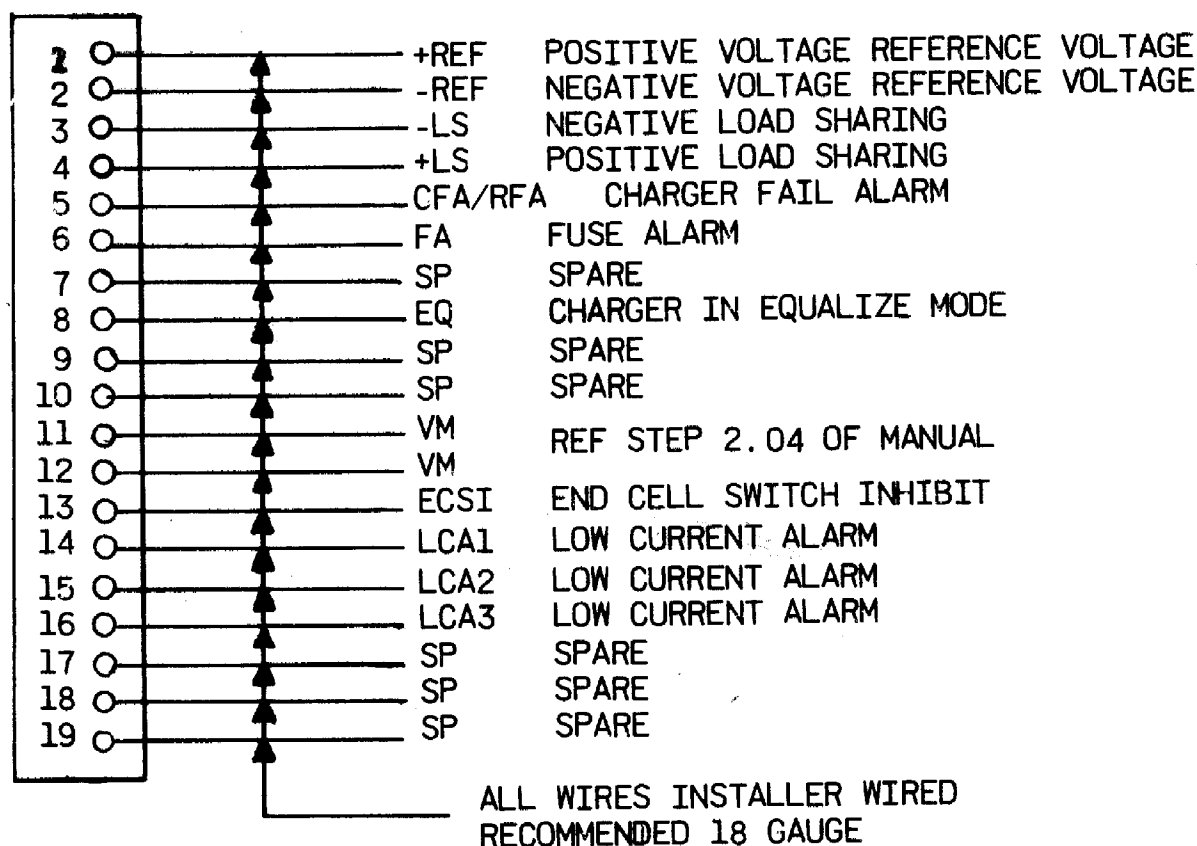 1 +REF POSITIVE VOLTAGE REFERENCE VOLTAGE
2 -REF NEGATIVE VOLTAGE REFERENCE VOLTAGE
3 -LS NEGATIVE LOAD SHARING
4 +LS POSITIVE LOAD SHARING
5 CFA/RFA CHARGER FAIL ALARM
6 FA FUSE ALARM
7 SP SPARE
8 EQ CHARGER IN EQUALIZE MODE
9 SP SPARE
10 SP SPARE
11 VM REF STEP 2.04 OF MANUAL
12 VM
13 ECSI END CELL SWITCH INHIBIT
14 LCA1 LOW CURRENT ALARM
15 LCA2 LOW CURRENT ALARM
16 LCA3 LOW CURRENT ALARM
17 SP SPARE
18 SP SPARE
19 SP SPARE
ALL WIRES INSTALLER WIRED
RECOMMENDED 18 GAUGE